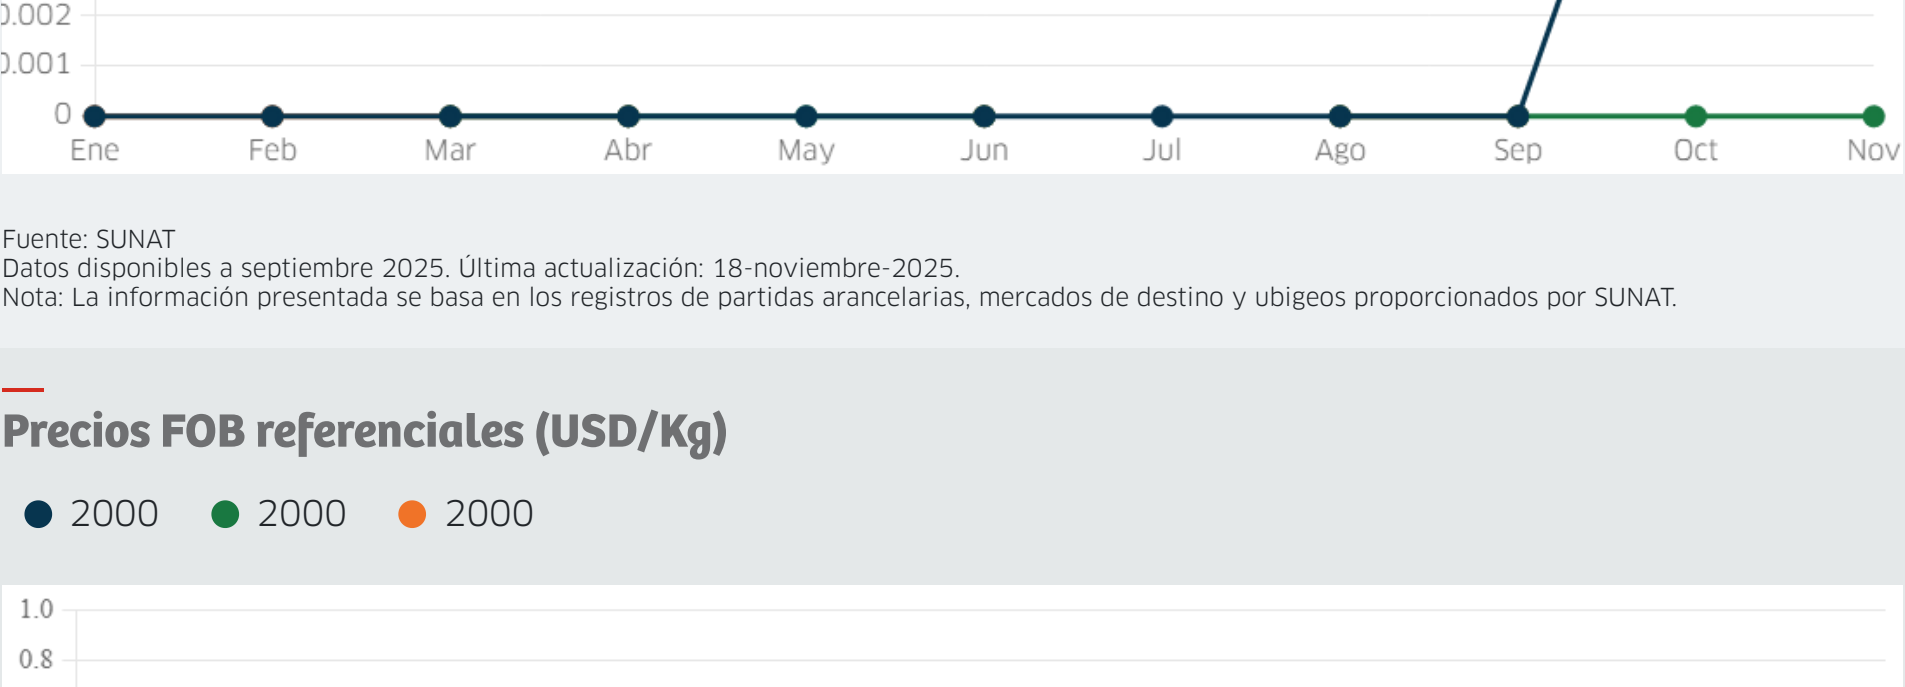 0.002
0.001
0
Ene Feb Mar Abr May Jun Jul Ago Sep Oct Nov
Fuente: SUNAT
Datos disponibles a septiembre 2025. Última actualización: 18-noviembre-2025.
Nota: La información presentada se basa en los registros de partidas arancelarias, mercados de destino y ubigeos proporcionados por SUNAT.
Precios FOB referenciales (USD/Kg)
2000 2000 2000
1.0
0.8